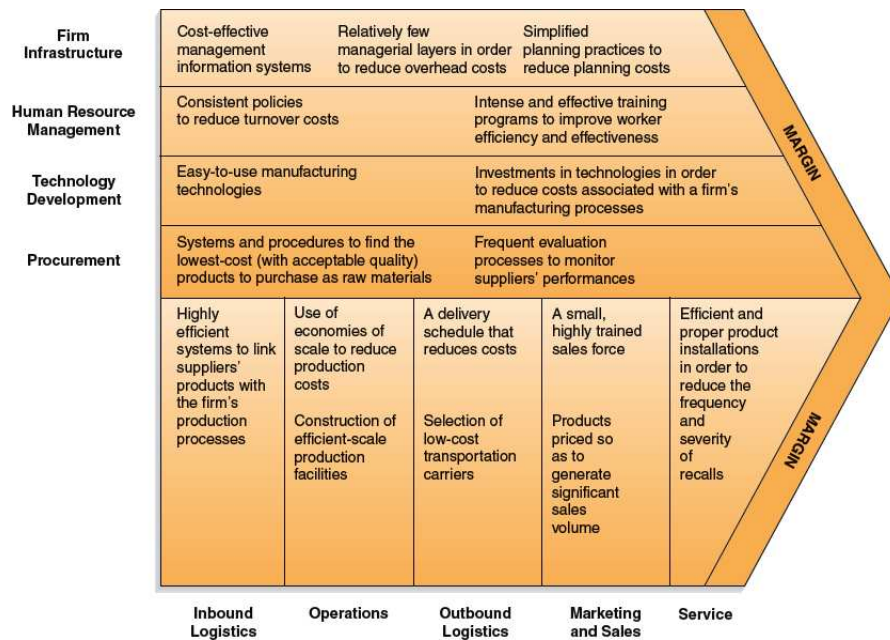 Firm
Infrastructure
Cost-effective
management
information systems
Relatively few
managerial layers in order
to reduce overhead costs
Simplified
planning practices to
reduce planning costs
Human Resource
Management
Consistent policies
to reduce turnover costs
Intense and effective training
programs to improve worker
efficiency and effectiveness
Technology
Development
Easy-to-use manufacturing
technologies
Investments in technologies in order
to reduce costs associated with a firm's
manufacturing processes
Procurement
Systems and procedures to find the
lowest-cost (with acceptable quality)
products to purchase as raw materials
Frequent evaluation
processes to monitor
suppliers' performances
MARGIN
Highly
efficient
systems to link
suppliers'
products with
the firm's
production
processes
Use of
economies of
scale to reduce
production
costs
Construction of
efficient-scale
production
facilities
A delivery
schedule that
reduces costs
Selection of
low-cost
transportation
carriers
A small,
highly trained
sales force
Products
priced so
as to
generate
significant
sales
volume
Efficient and
proper product
installations
in order to
reduce the
frequency
and
severity
of
recalls
MARGIN
Inbound
Logistics
Operations
Outbound
Logistics
Marketing
and Sales
Service